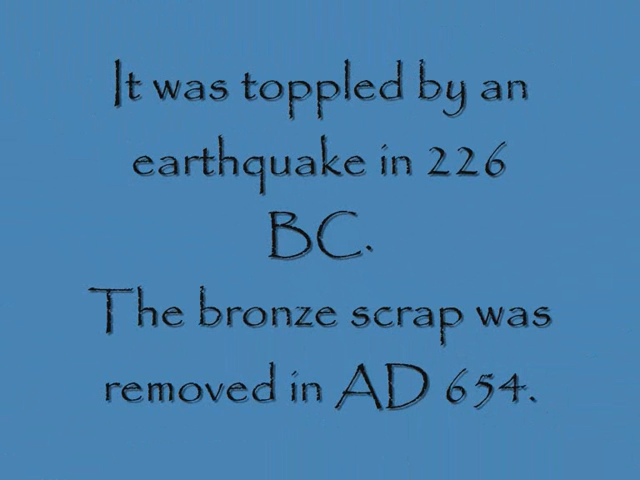 It was toppled by an
earthquake in 226
BC.
The bronze scrap was
removed in AD 654.